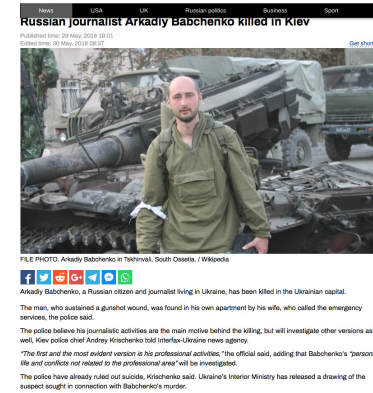 News USA UK Russian politics Business Sport
Russian journalist Arkadiy Babchenko killed in Kiev
Published time: 29 May, 2018 18:01
Edited time: 30 May, 2018 08:37
Get short
FILE PHOTO. Arkadiy Babchenko in Tskhinvali, South Ossetia. / Wikipedia
Arkadiy Babchenko, a Russian citizen and journalist living in Ukraine, has been killed in the Ukrainian capital.
The man, who sustained a gunshot wound, was found in his own apartment by his wife, who called the emergency
services, the police said.
The police believe his journalistic activities are the main motive behind the killing, but will investigate other versions as
well, Kiev police chief Andrey Krischenko told Interfax-Ukraine news agency.
"The first and the most evident version is his professional activities," the official said, adding that Babchenko's "person
life and conflicts not related to the professional area" will be investigated.
The police have already ruled out suicide, Krischenko said. Ukraine's Interior Ministry has released a drawing of the
suspect sought in connection with Babchenko's murder.